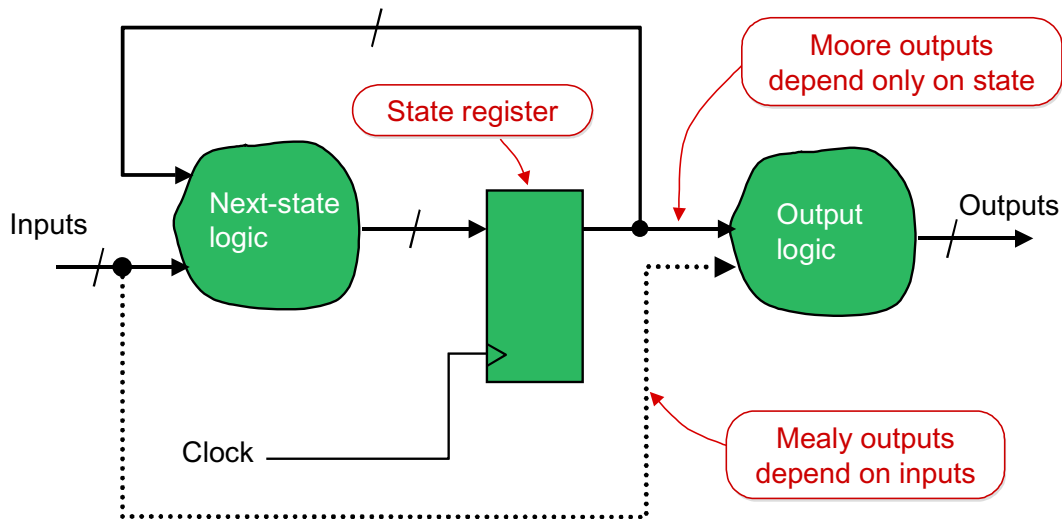 Moore outputs
depend only on state
State register
Next-state
logic
Inputs
Output
logic
Outputs
Clock
Mealy outputs
depend on inputs